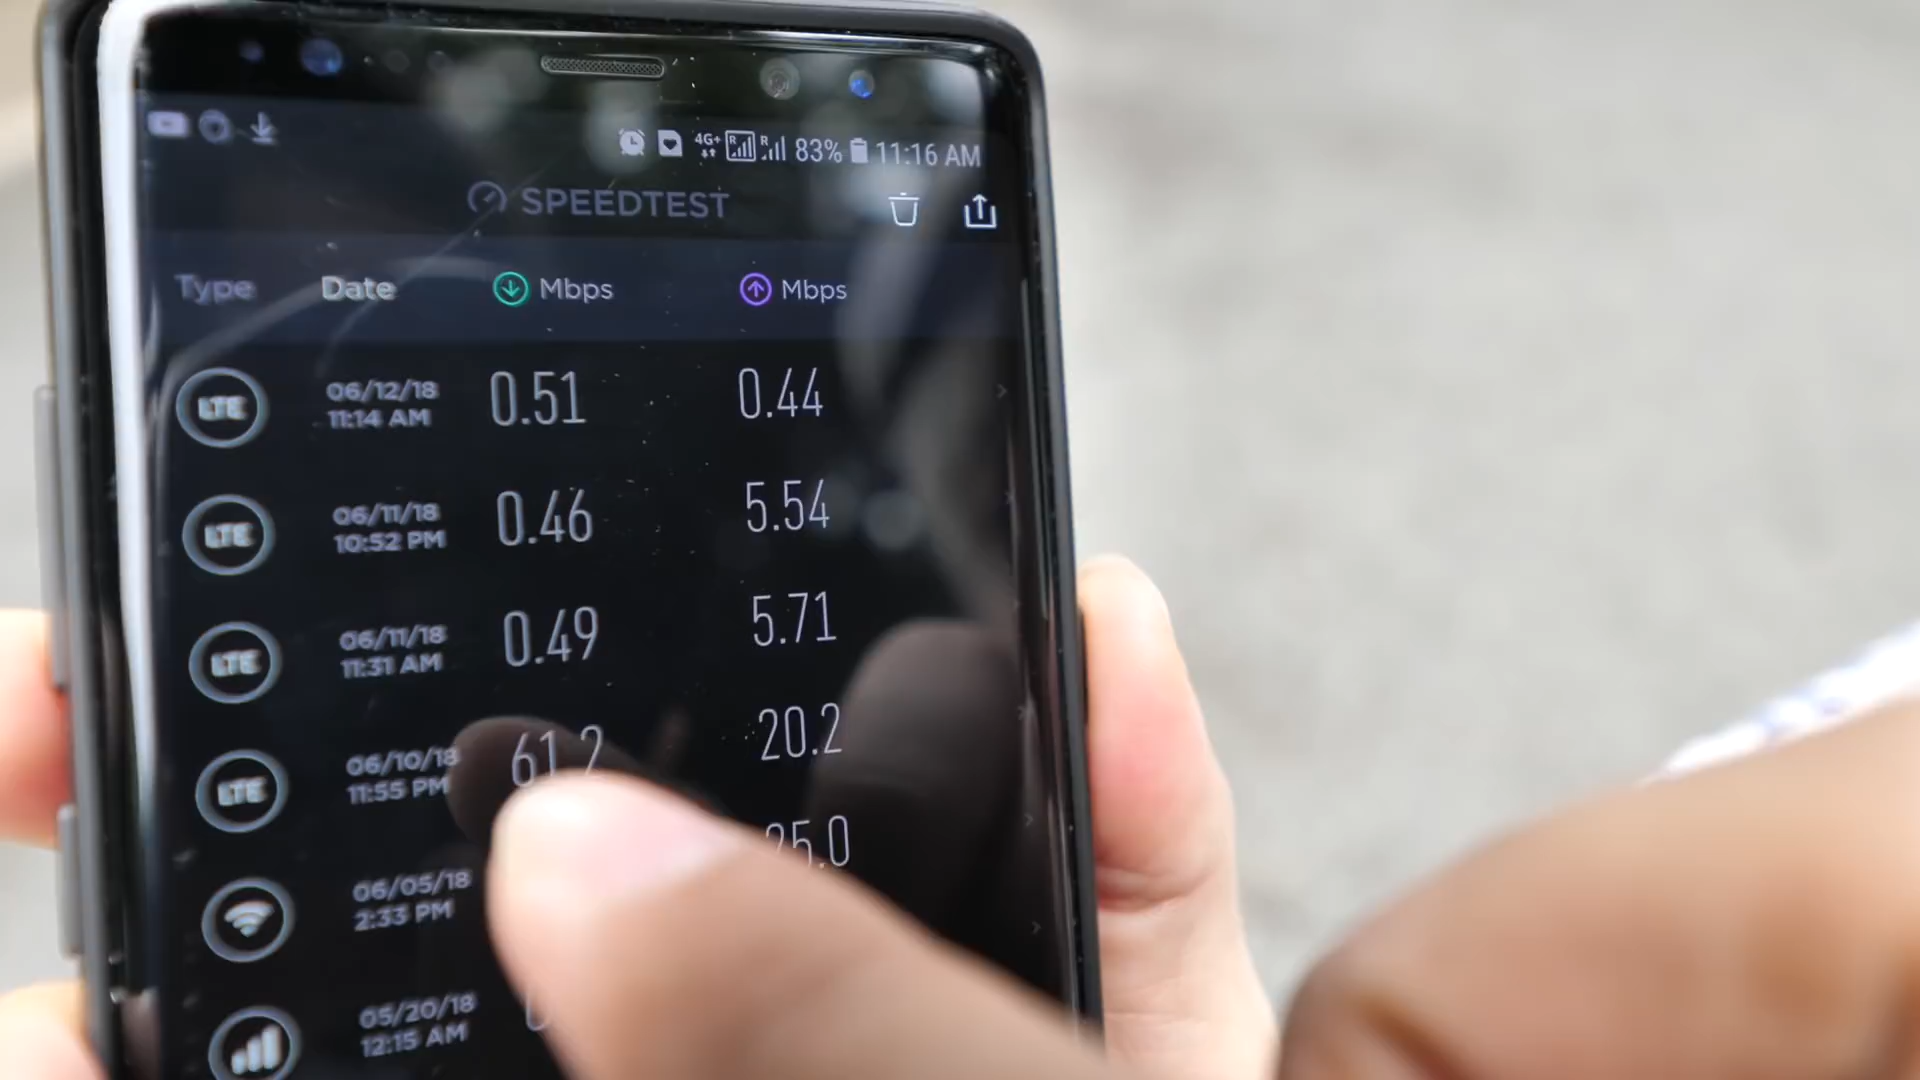 4G+ R R 83% 11:16 AM
SPEEDTEST
Type Date Mbps Mbps
LTE 06/12/18 0.51 0.44
11:14 AM
LTE 06/11/18 0.46 5.54
10:52 PM
LTE 06/11/18 0.49 5.71
11:31 AM
LTE 06/10/18 61.2 20.2
11:55 PM
06/05/18 25.0
2:33 PM
05/20/18
12:15 AM